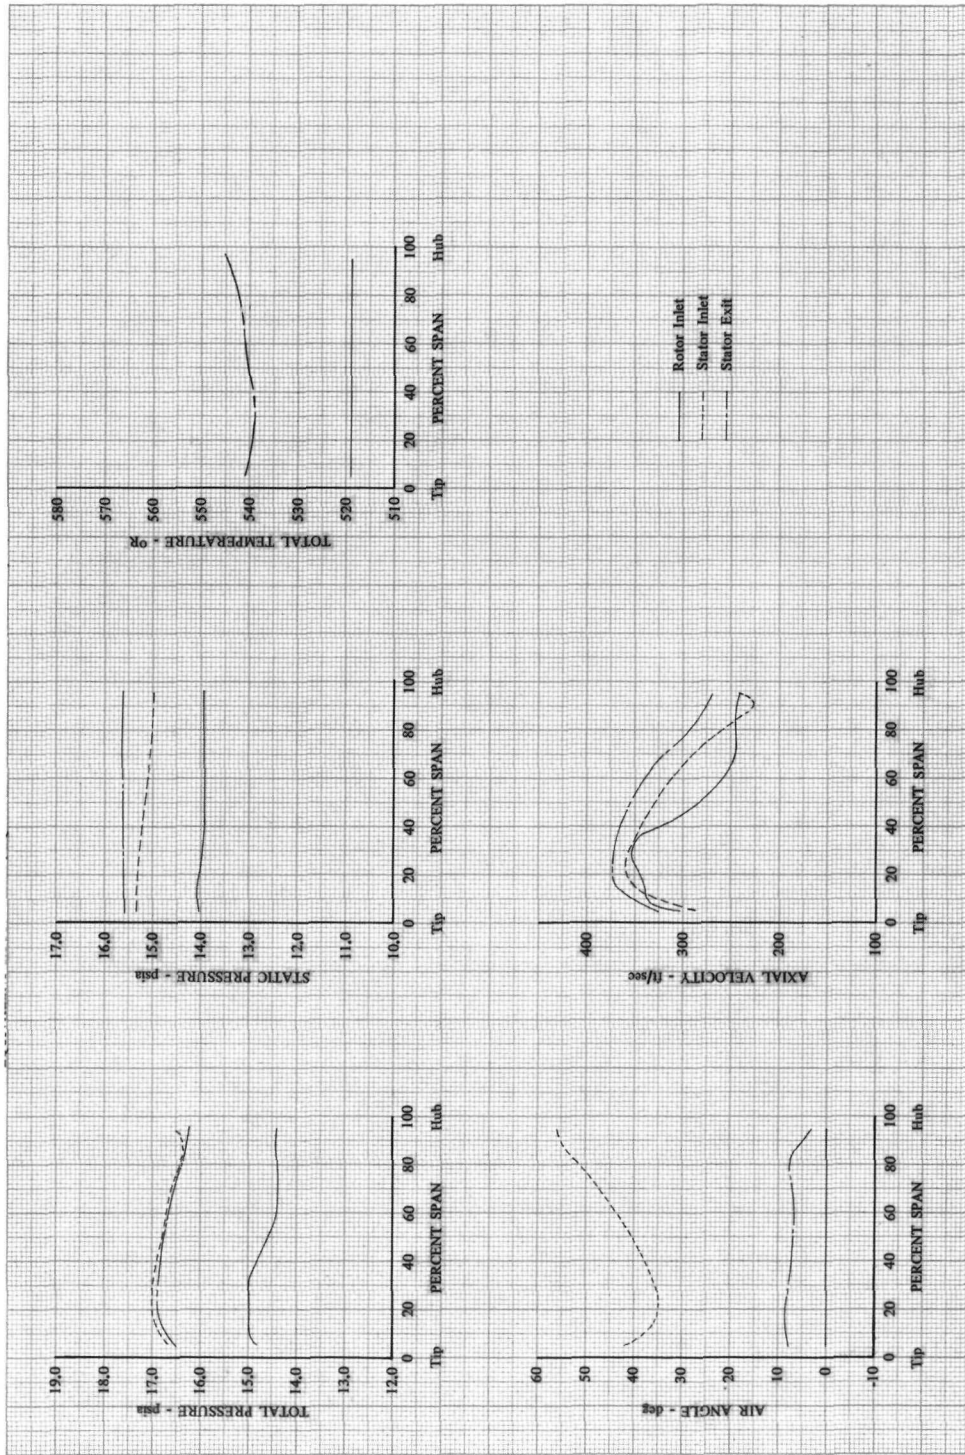 580
570
560
550
540
530
520
510
TOTAL TEMPERATURE - °R
0 20 40 60 80 100
Tip PERCENT SPAN Hub
17.0
16.0
15.0
14.0
13.0
12.0
11.0
10.0
STATIC PRESSURE - psia
0 20 40 60 80 100
Tip PERCENT SPAN Hub
19.0
18.0
17.0
16.0
15.0
14.0
13.0
12.0
TOTAL PRESSURE - psia
0 20 40 60 80 100
Tip PERCENT SPAN Hub
Rotor Inlet
Stator Inlet
Stator Exit
400
300
200
100
AXIAL VELOCITY - ft/sec
0 20 40 60 80 100
Tip PERCENT SPAN Hub
60
50
40
30
20
10
0
-10
AIR ANGLE - deg
0 20 40 60 80 100
Tip PERCENT SPAN Hub